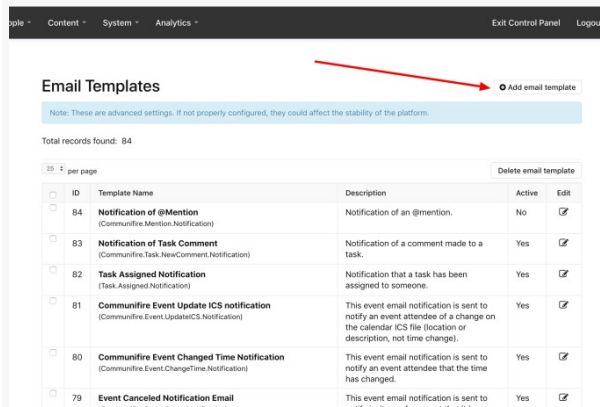 Content System Analytics Exit Control Panel
Email Templates
Add email template
Note: These are advanced settings. If not properly configured, they could affect the stability of the platform.
Total records found: 84
25 per page
Delete email template
ID Template Name Description Active Edit
84 Notification of @Mention Notification of an @mention. No
(Communifire.Mention.Notification)
83 Notification of Task Comment Notification of a comment made to a Yes
(Communifire.Task.NewComment.Notification) task.
82 Task Assigned Notification Notification that a task has been Yes
(Task.Assigned.Notification) assigned to someone.
81 Communifire Event Update ICS notification This event email notification is sent to Yes
(Communifire.Event.UpdateICS.Notification) notify an event attendee of a change on
the calendar ICS file (location or
description, not time change).
80 Communifire Event Changed Time Notification This event email notification is sent to Yes
(Communifire.Event.ChangeTime.Notification) notify an event attendee that the time
has changed.
79 Event Canceled Notification Email This event email notification is sent to Yes